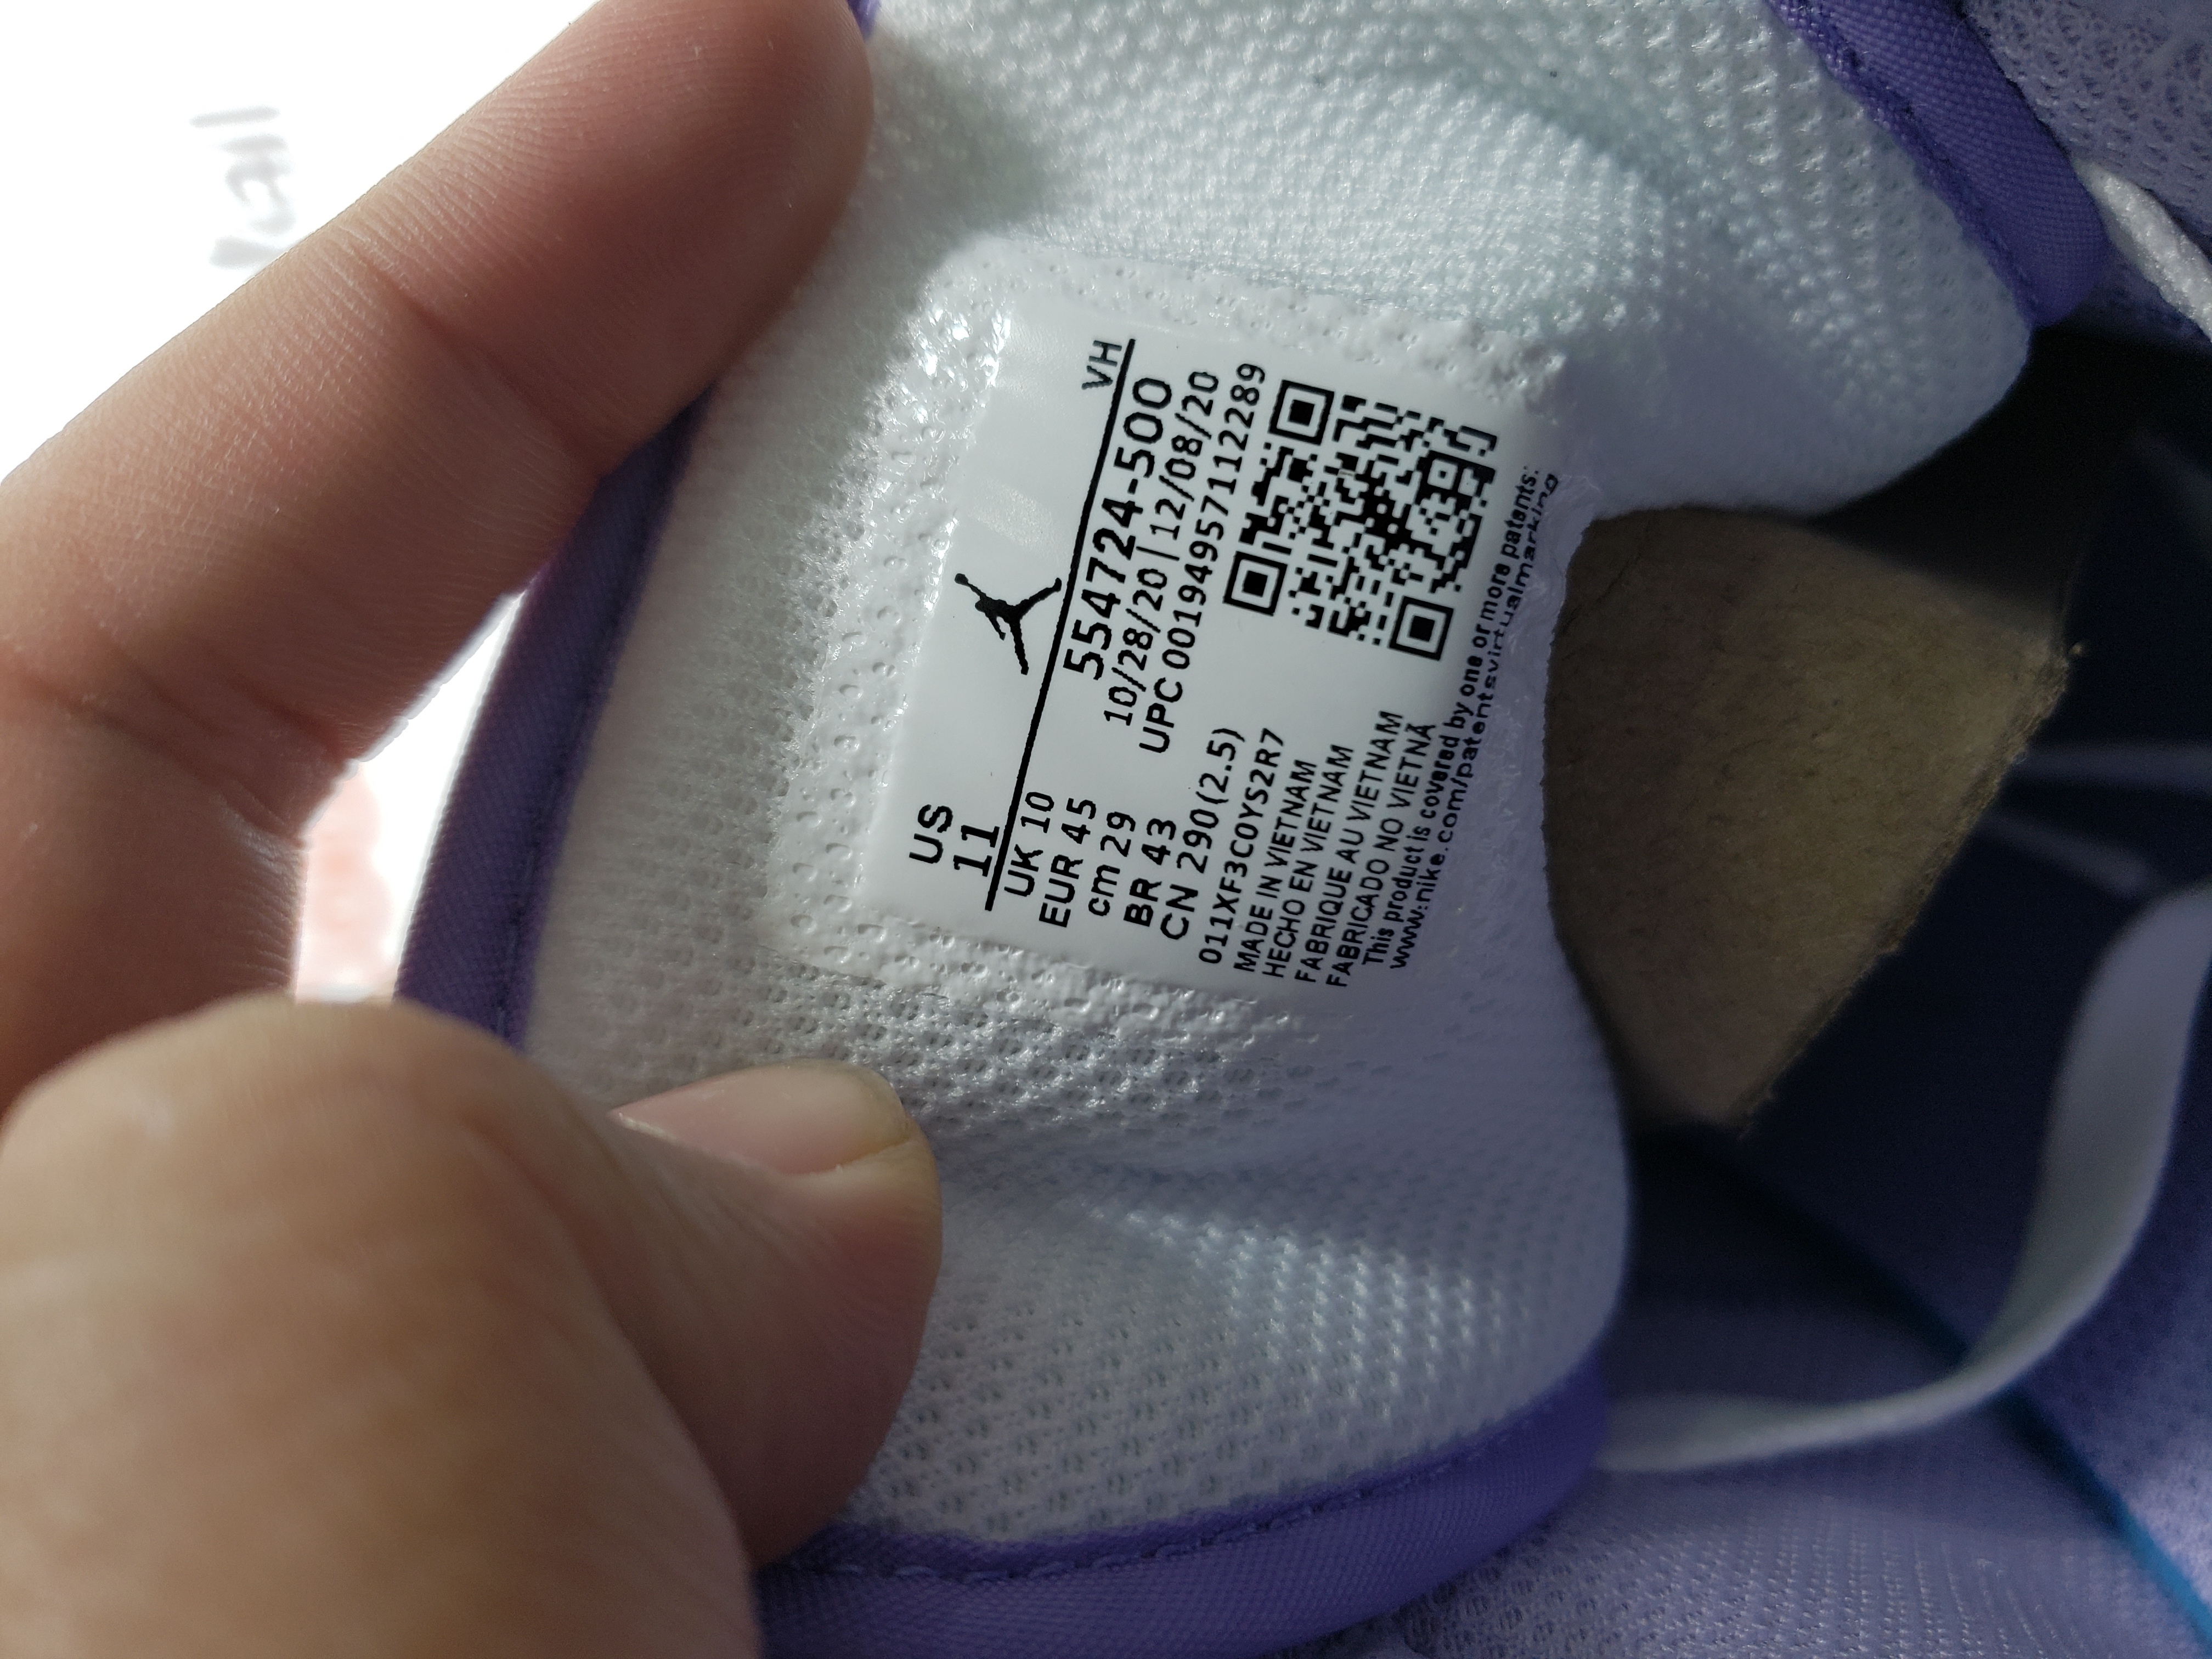 US
11
VH
UK 10
EUR 45
cm 29
BR 43
CN 290(2.5)
554724-500
10/28/20 | 12/08/20
UPC 00194957112289
011XF3C0YS2R7
MADE IN VIETNAM
HECHO EN VIETNAM
FABRIQUE AU VIETNAM
FABRICADO NO VIETNÃ
This product is covered by one or more patents:
www.nike.com/patentsvirtualmarking